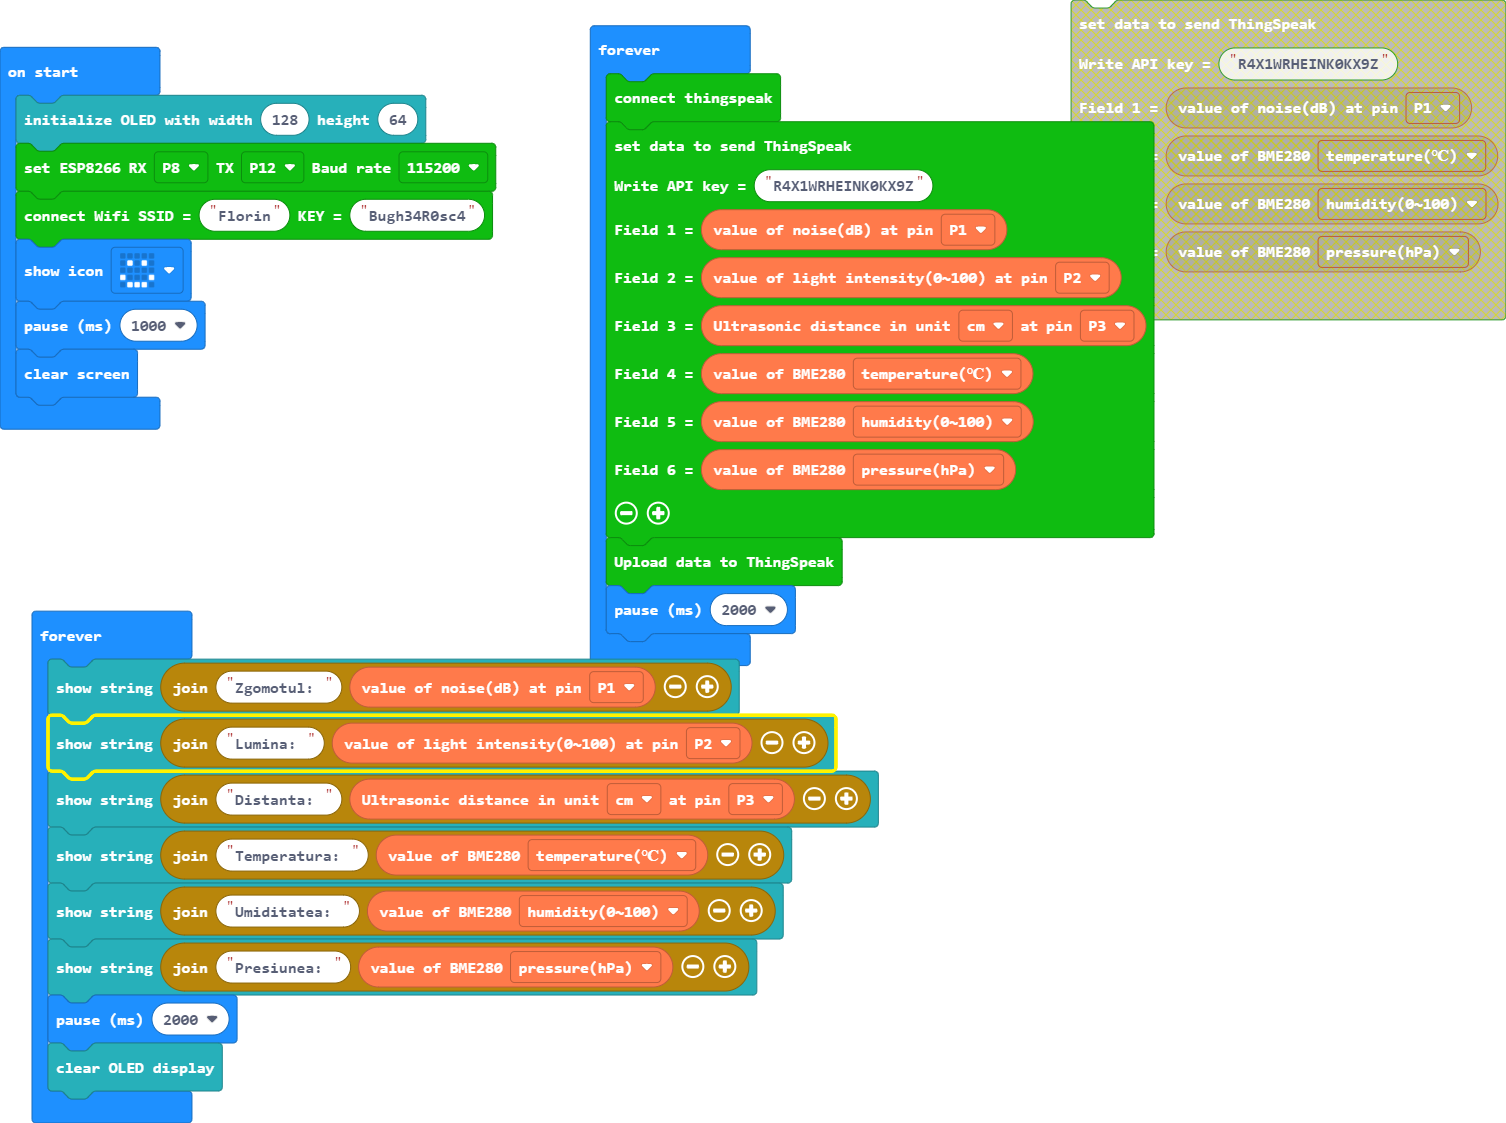 on start
initialize OLED with width 128 height 64
set ESP8266 RX P8 TX P12 Baud rate 115200
connect Wifi SSID = "Florin" KEY = "Bugh34R0sc4"
show icon
pause (ms) 1000
clear screen
forever
connect thingspeak
set data to send ThingSpeak
Write API key = "R4X1WRHEINK0KX9Z"
Field 1 = value of noise(dB) at pin P1
Field 2 = value of light intensity(0~100) at pin P2
Field 3 = Ultrasonic distance in unit cm at pin P3
Field 4 = value of BME280 temperature(℃)
Field 5 = value of BME280 humidity(0~100)
Field 6 = value of BME280 pressure(hPa)
Upload data to ThingSpeak
pause (ms) 2000
set data to send ThingSpeak
Write API key = "R4X1WRHEINK0KX9Z"
Field 1 = value of noise(dB) at pin P1
= value of BME280 temperature(℃)
= value of BME280 humidity(0~100)
= value of BME280 pressure(hPa)
forever
show string join "Zgomotul: " value of noise(dB) at pin P1
show string join "Lumina: " value of light intensity(0~100) at pin P2
show string join "Distanta: " Ultrasonic distance in unit cm at pin P3
show string join "Temperatura: " value of BME280 temperature(℃)
show string join "Umiditatea: " value of BME280 humidity(0~100)
show string join "Presiunea: " value of BME280 pressure(hPa)
pause (ms) 2000
clear OLED display